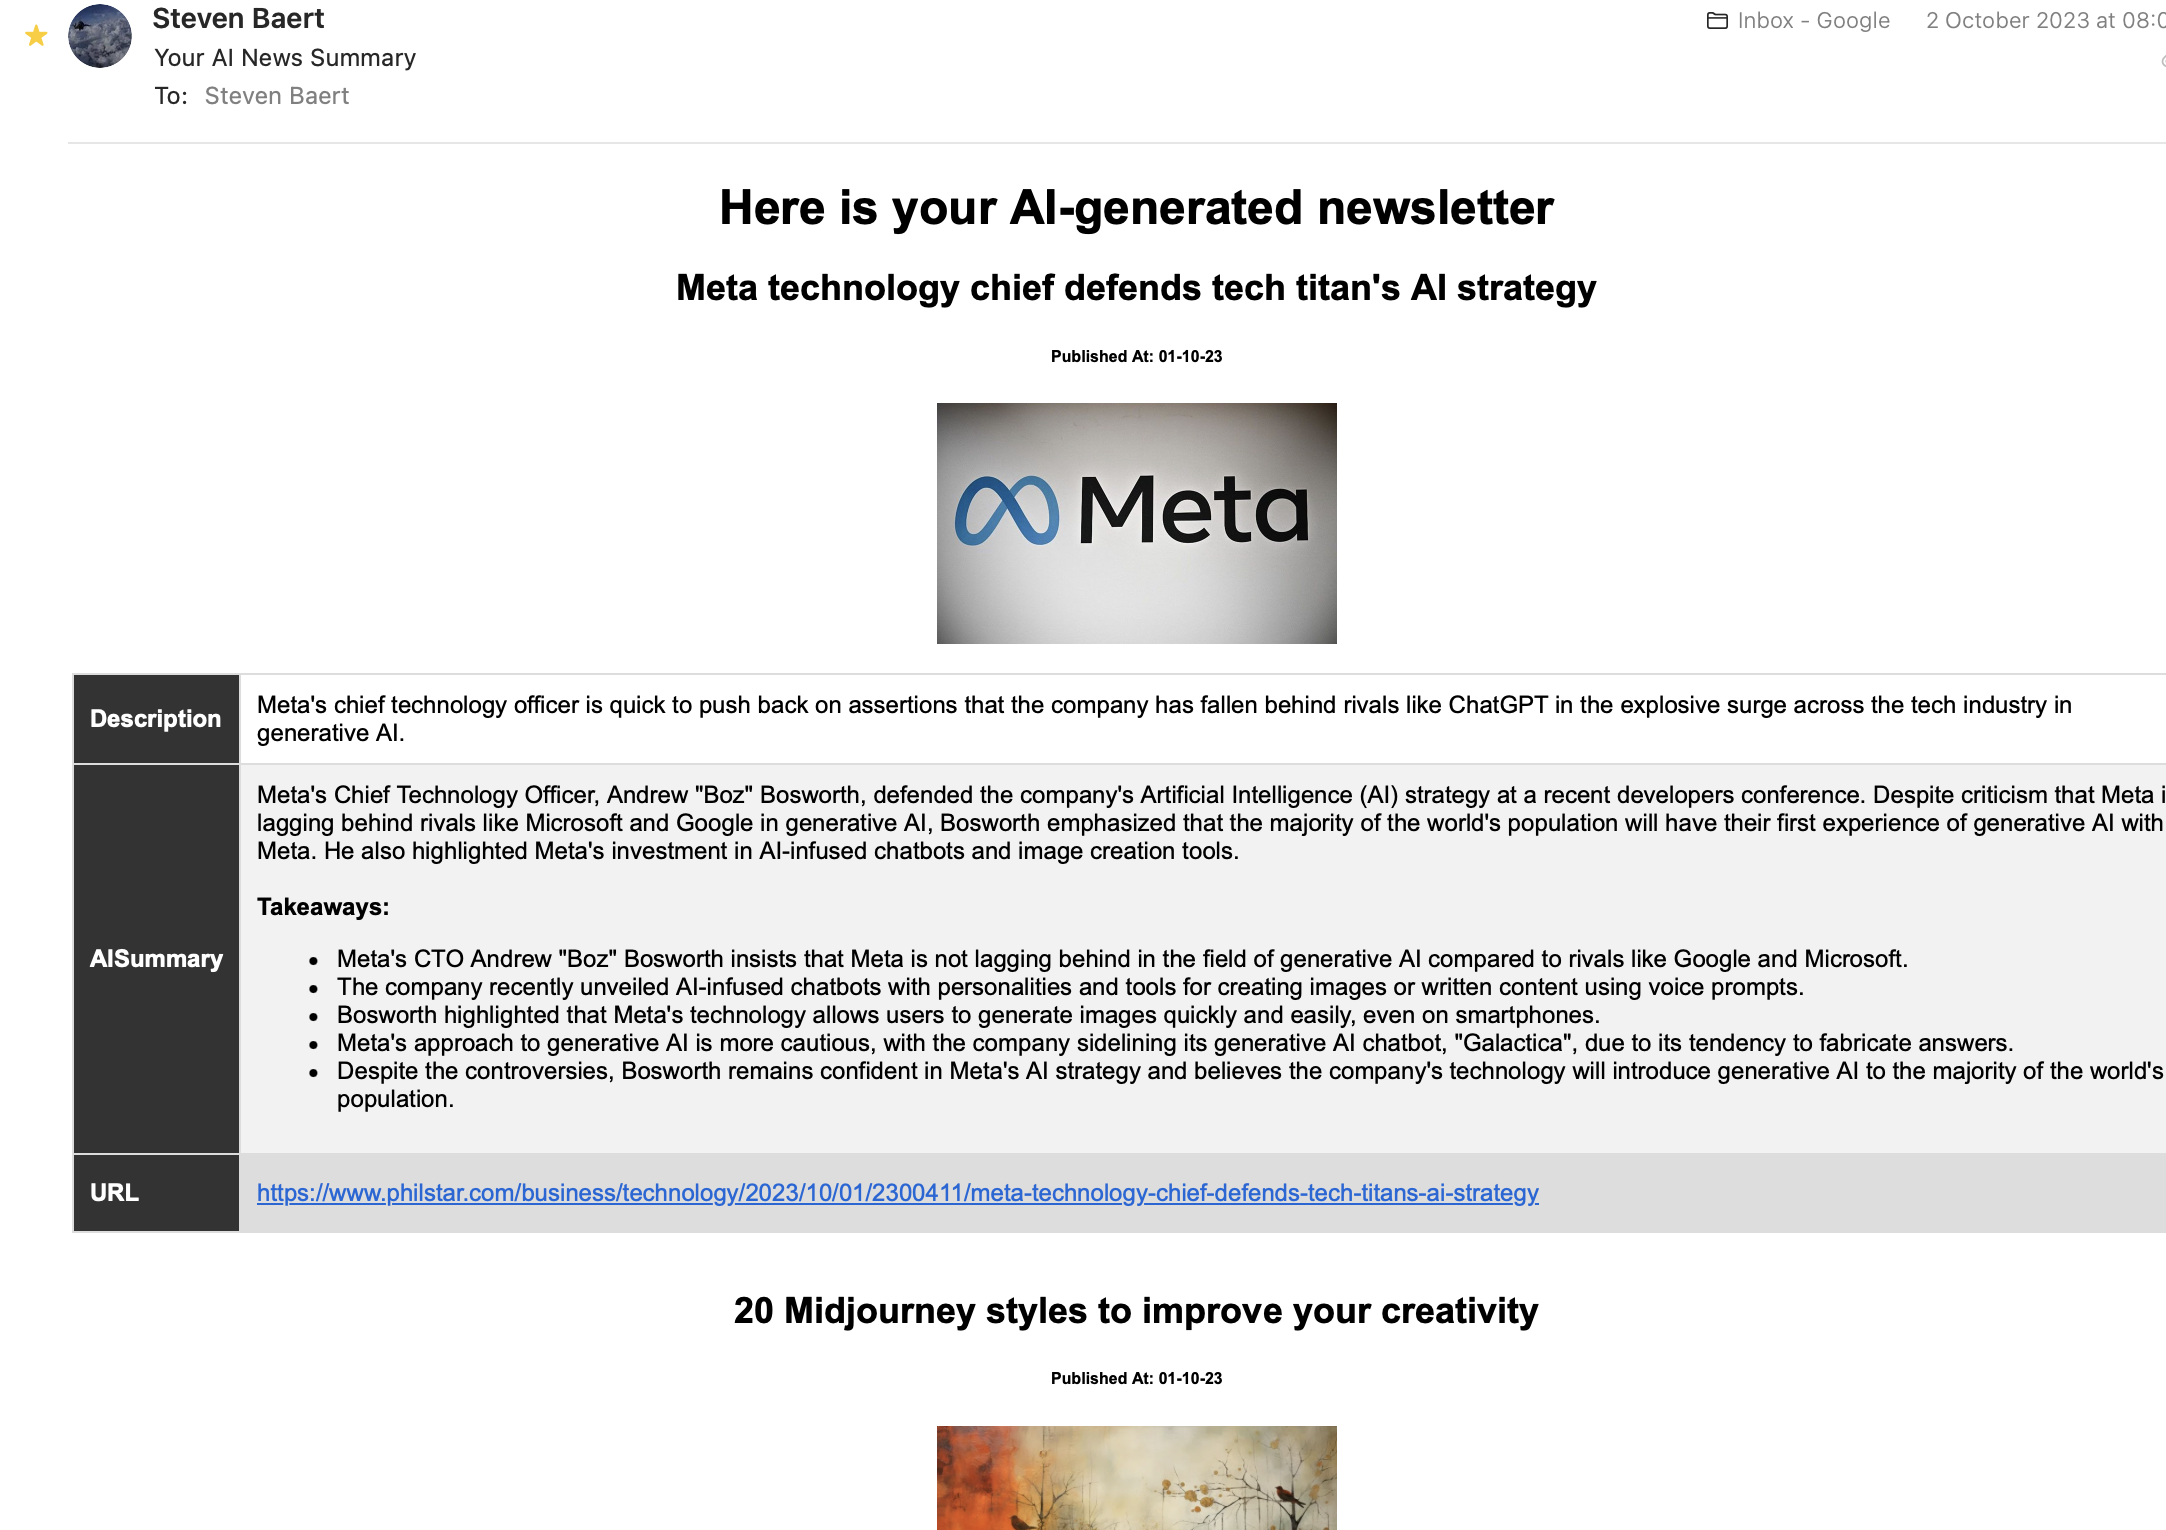 Steven Baert
Inbox - Google
2 October 2023 at 08:0
Your AI News Summary
To: Steven Baert
Here is your AI-generated newsletter
Meta technology chief defends tech titan's AI strategy
Published At: 01-10-23
Meta
Description
Meta's chief technology officer is quick to push back on assertions that the company has fallen behind rivals like ChatGPT in the explosive surge across the tech industry in
generative AI.
AISummary
Meta's Chief Technology Officer, Andrew "Boz" Bosworth, defended the company's Artificial Intelligence (AI) strategy at a recent developers conference. Despite criticism that Meta i
lagging behind rivals like Microsoft and Google in generative AI, Bosworth emphasized that the majority of the world's population will have their first experience of generative AI with
Meta. He also highlighted Meta's investment in AI-infused chatbots and image creation tools.
Takeaways:
• Meta's CTO Andrew "Boz" Bosworth insists that Meta is not lagging behind in the field of generative AI compared to rivals like Google and Microsoft.
• The company recently unveiled AI-infused chatbots with personalities and tools for creating images or written content using voice prompts.
• Bosworth highlighted that Meta's technology allows users to generate images quickly and easily, even on smartphones.
• Meta's approach to generative AI is more cautious, with the company sidelining its generative AI chatbot, "Galactica", due to its tendency to fabricate answers.
• Despite the controversies, Bosworth remains confident in Meta's AI strategy and believes the company's technology will introduce generative AI to the majority of the world's
population.
URL
https://www.philstar.com/business/technology/2023/10/01/2300411/meta-technology-chief-defends-tech-titans-ai-strategy
20 Midjourney styles to improve your creativity
Published At: 01-10-23